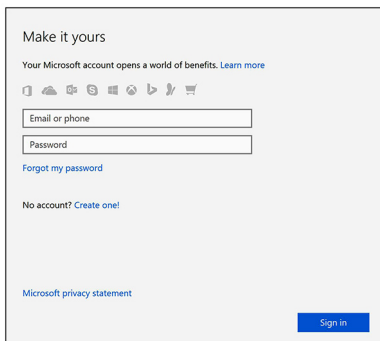 Make it yours
Your Microsoft account opens a world of benefits. Learn more
Email or phone
Password
Forgot my password
No account? Create one!
Microsoft privacy statement
Sign in